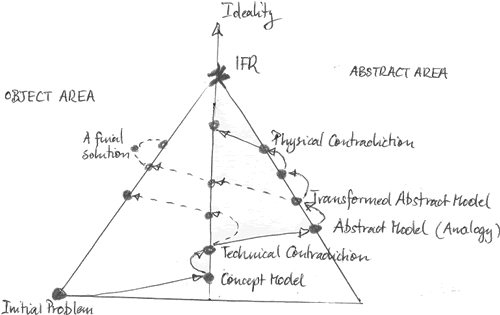 Ideality
IFR
ABSTRACT AREA
OBJECT AREA
A final
solution
Physical Contradiction
Transformed Abstract Model
Abstract Model (Analogy)
Technical Contradiction
Concept Model
Initial Problem